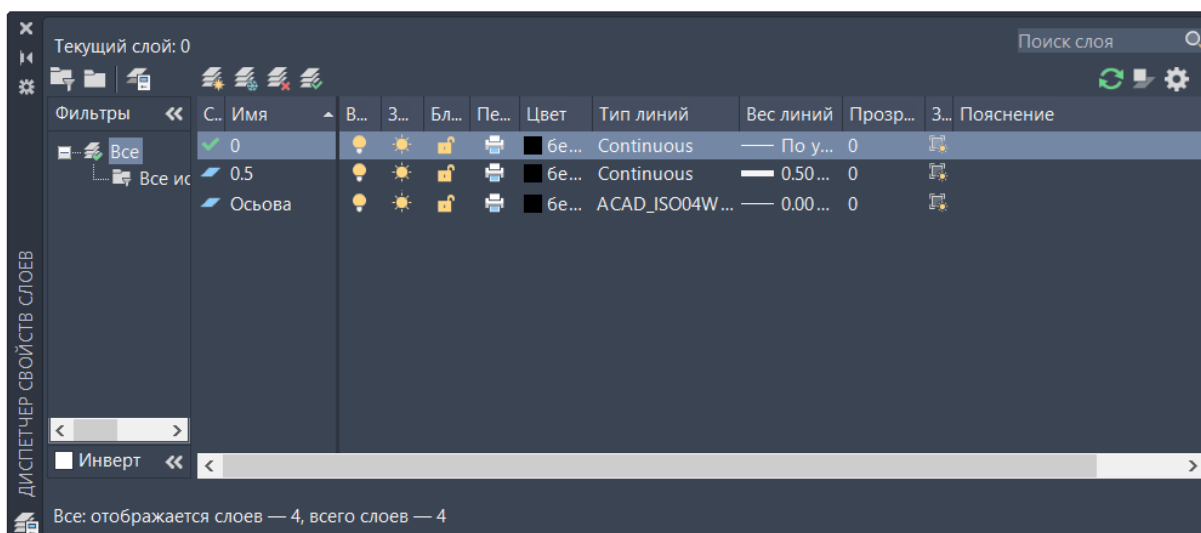 Текущий слой: 0
Поиск слоя
Фильтры
С.. Имя В... З... Бл... Пе... Цвет Тип линий Вес линий Прозр... З.. Пояснение
Все
0 бе... Continuous По у... 0
Все ис
0.5 бе... Continuous 0.50 ... 0
Осьова бе... ACAD_ISO04W ... 0.00 ... 0
ДИСПЕТЧЕР СВОЙСТВ СЛОЕВ
Инверт
Все: отображается слоев — 4, всего слоев — 4